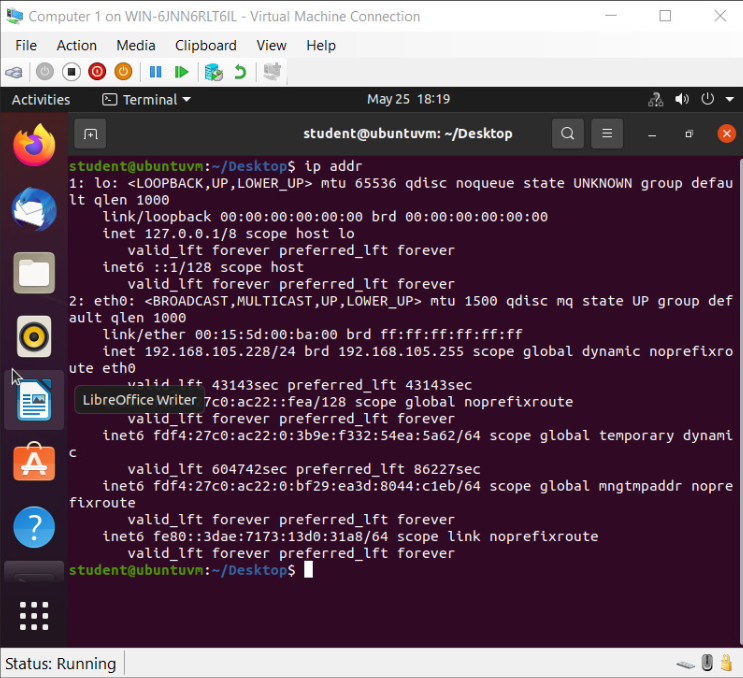 Computer 1 on WIN-6JNN6RLT6IL - Virtual Machine Connection
File Action Media Clipboard View Help
Activities Terminal May 25 18:19
student@ubuntuvm: ~/Desktop
student@ubuntuvm:~/Desktop$ ip addr
1: lo: <LOOPBACK,UP,LOWER_UP> mtu 65536 qdisc noqueue state UNKNOWN group defau
lt qlen 1000
link/loopback 00:00:00:00:00:00 brd 00:00:00:00:00:00
inet 127.0.0.1/8 scope host lo
valid_lft forever preferred_lft forever
inet6 ::1/128 scope host
valid_lft forever preferred_lft forever
2: eth0: <BROADCAST,MULTICAST,UP,LOWER_UP> mtu 1500 qdisc mq state UP group def
ault qlen 1000
link/ether 00:15:5d:00:ba:00 brd ff:ff:ff:ff:ff:ff
inet 192.168.105.228/24 brd 192.168.105.255 scope global dynamic noprefixro
ute eth0
valid_lft 43143sec preferred_lft 43143sec
LibreOffice Writer
7c0:ac22::fea/128 scope global noprefixroute
valid_lft forever preferred_lft forever
inet6 fdf4:27c0:ac22:0:3b9e:f332:54ea:5a62/64 scope global temporary dynami
c
valid_lft 604742sec preferred_lft 86227sec
inet6 fdf4:27c0:ac22:0:bf29:ea3d:8044:c1eb/64 scope global mngtmpaddr nopre
fixroute
valid_lft forever preferred_lft forever
inet6 fe80::3dae:7173:13d0:31a8/64 scope link noprefixroute
valid_lft forever preferred_lft forever
student@ubuntuvm:~/Desktop$
Status: Running